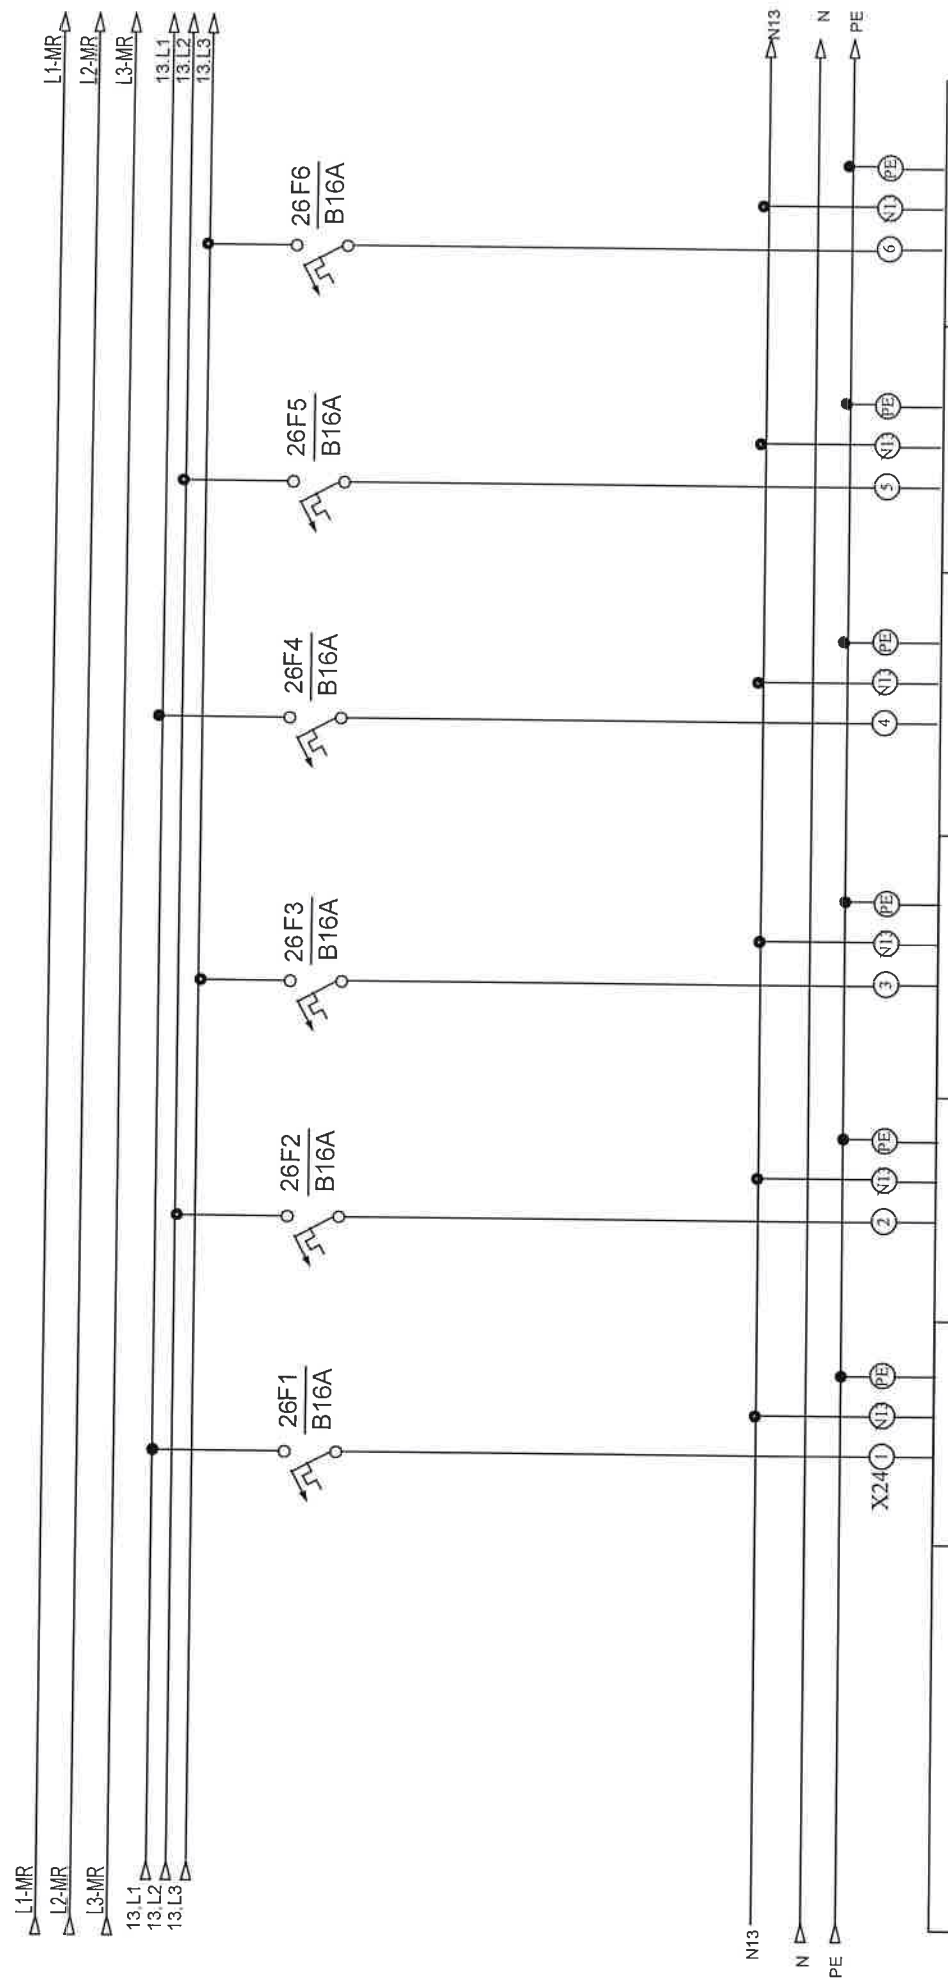 L1-MR
L2-MR
L3-MR
13.L1
13.L2
13.L3
L1-MR
L2-MR
L3-MR
13.L1
13.L2
13.L3
26F1
B16A
26F2
B16A
26F3
B16A
26F4
B16A
26F5
B16A
26F6
B16A
N13
N
PE
N13
N
PE
X24
1
N13
PE
2
N13
PE
3
N13
PE
4
N13
PE
5
N13
PE
6
N13
PE